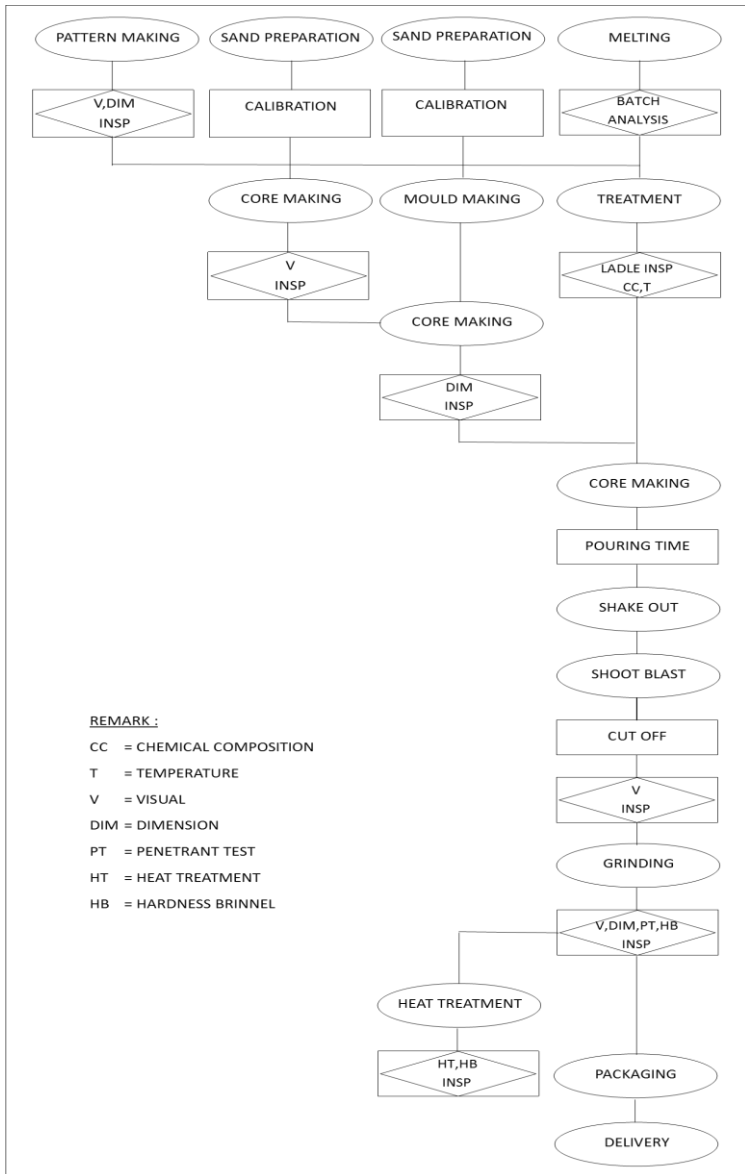 PATTERN MAKING
SAND PREPARATION
SAND PREPARATION
MELTING
V,DIM
INSP
CALIBRATION
CALIBRATION
BATCH
ANALYSIS
CORE MAKING
MOULD MAKING
TREATMENT
V
INSP
LADLE INSP
CC,T
CORE MAKING
DIM
INSP
CORE MAKING
POURING TIME
SHAKE OUT
SHOOT BLAST
CUT OFF
V
INSP
GRINDING
V,DIM,PT,HB
INSP
HEAT TREATMENT
HT,HB
INSP
PACKAGING
DELIVERY
REMARK :
CC = CHEMICAL COMPOSITION
T = TEMPERATURE
V = VISUAL
DIM = DIMENSION
PT = PENETRANT TEST
HT = HEAT TREATMENT
HB = HARDNESS BRINNEL